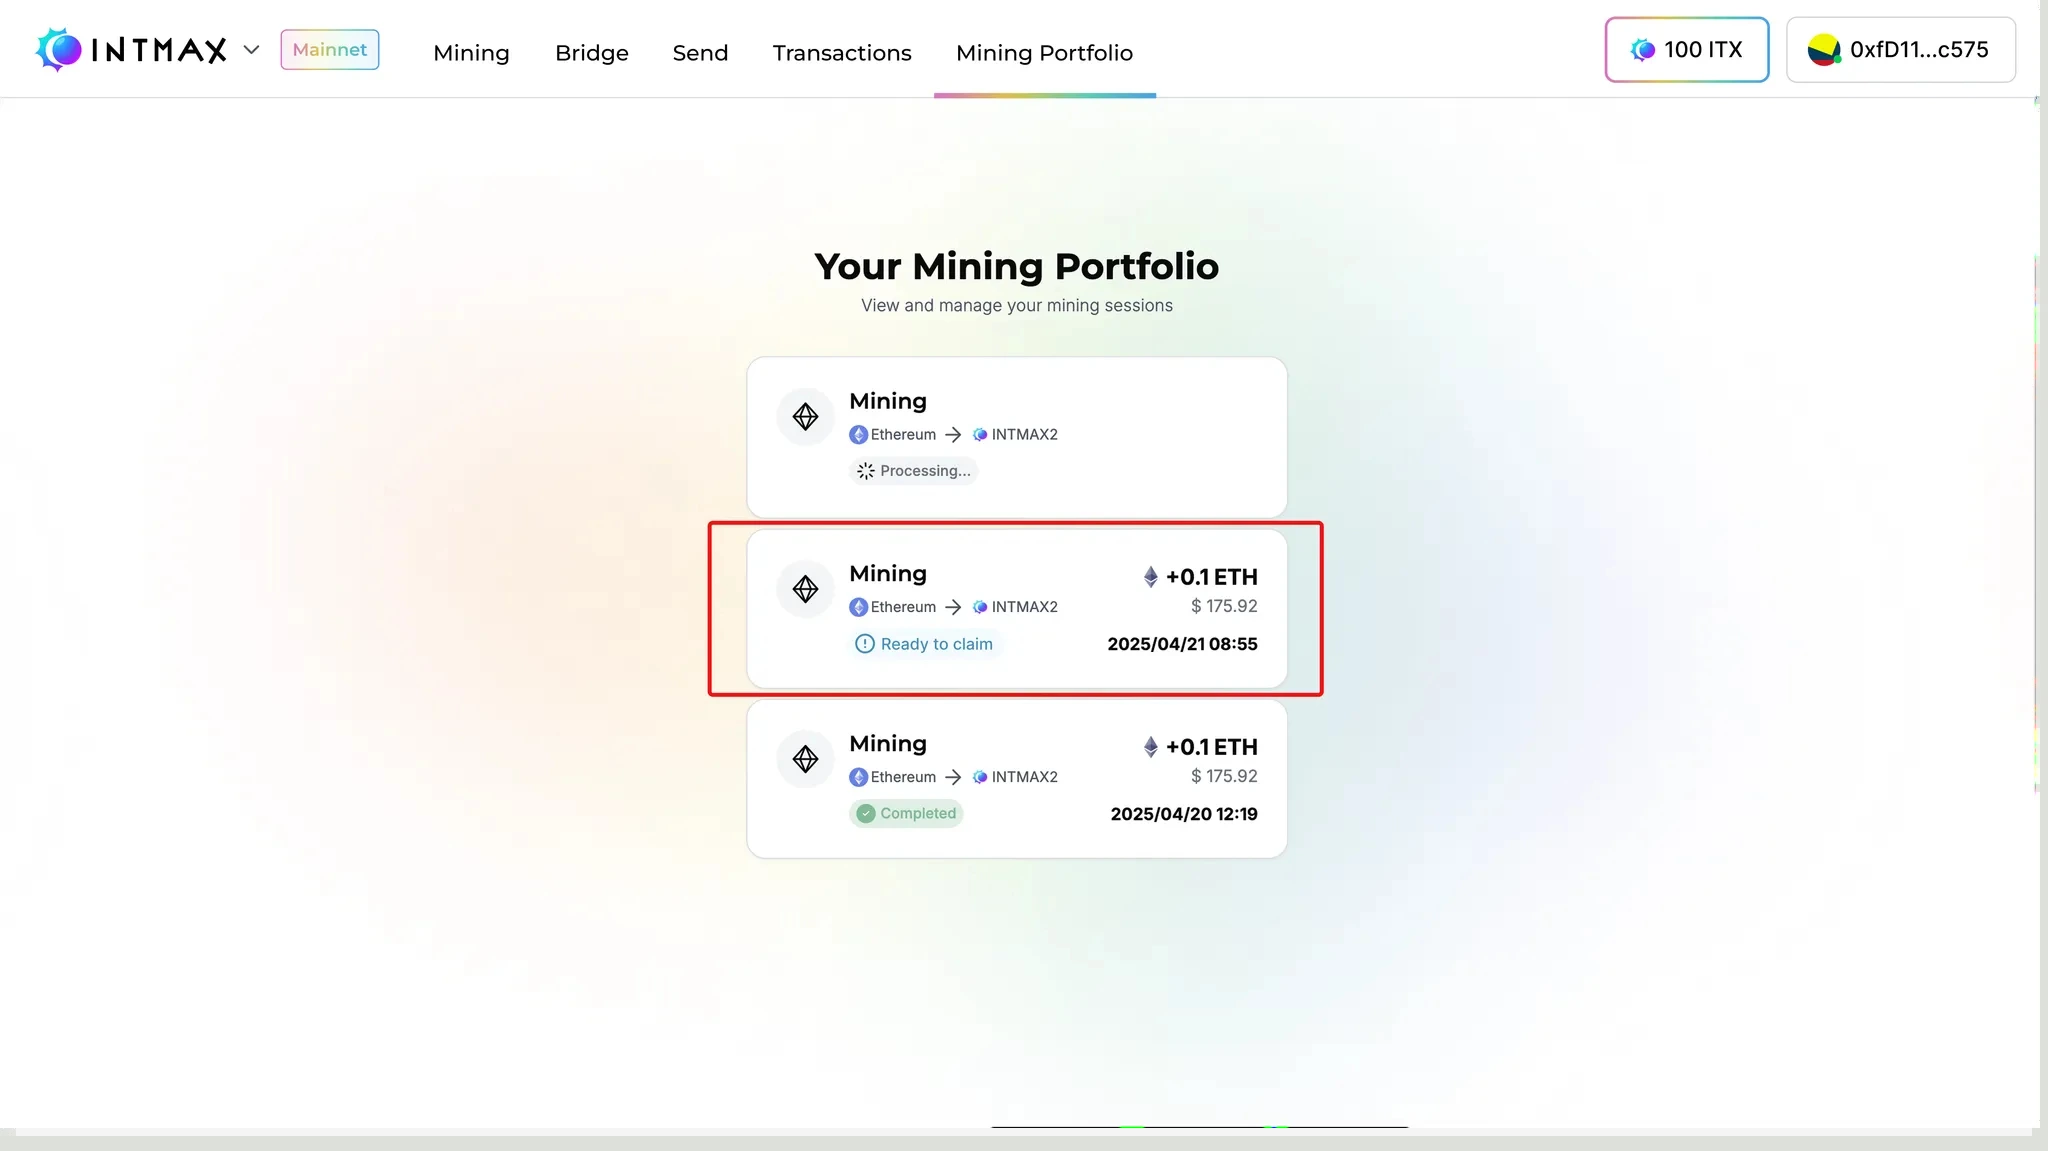 INTMAX Mainnet Mining Bridge Send Transactions Mining Portfolio 100 ITX 0xfD11...c575
Your Mining Portfolio
View and manage your mining sessions
Mining
Ethereum → INTMAX2
Processing...
Mining +0.1 ETH
Ethereum → INTMAX2 $ 175.92
Ready to claim 2025/04/21 08:55
Mining +0.1 ETH
Ethereum → INTMAX2 $ 175.92
Completed 2025/04/20 12:19